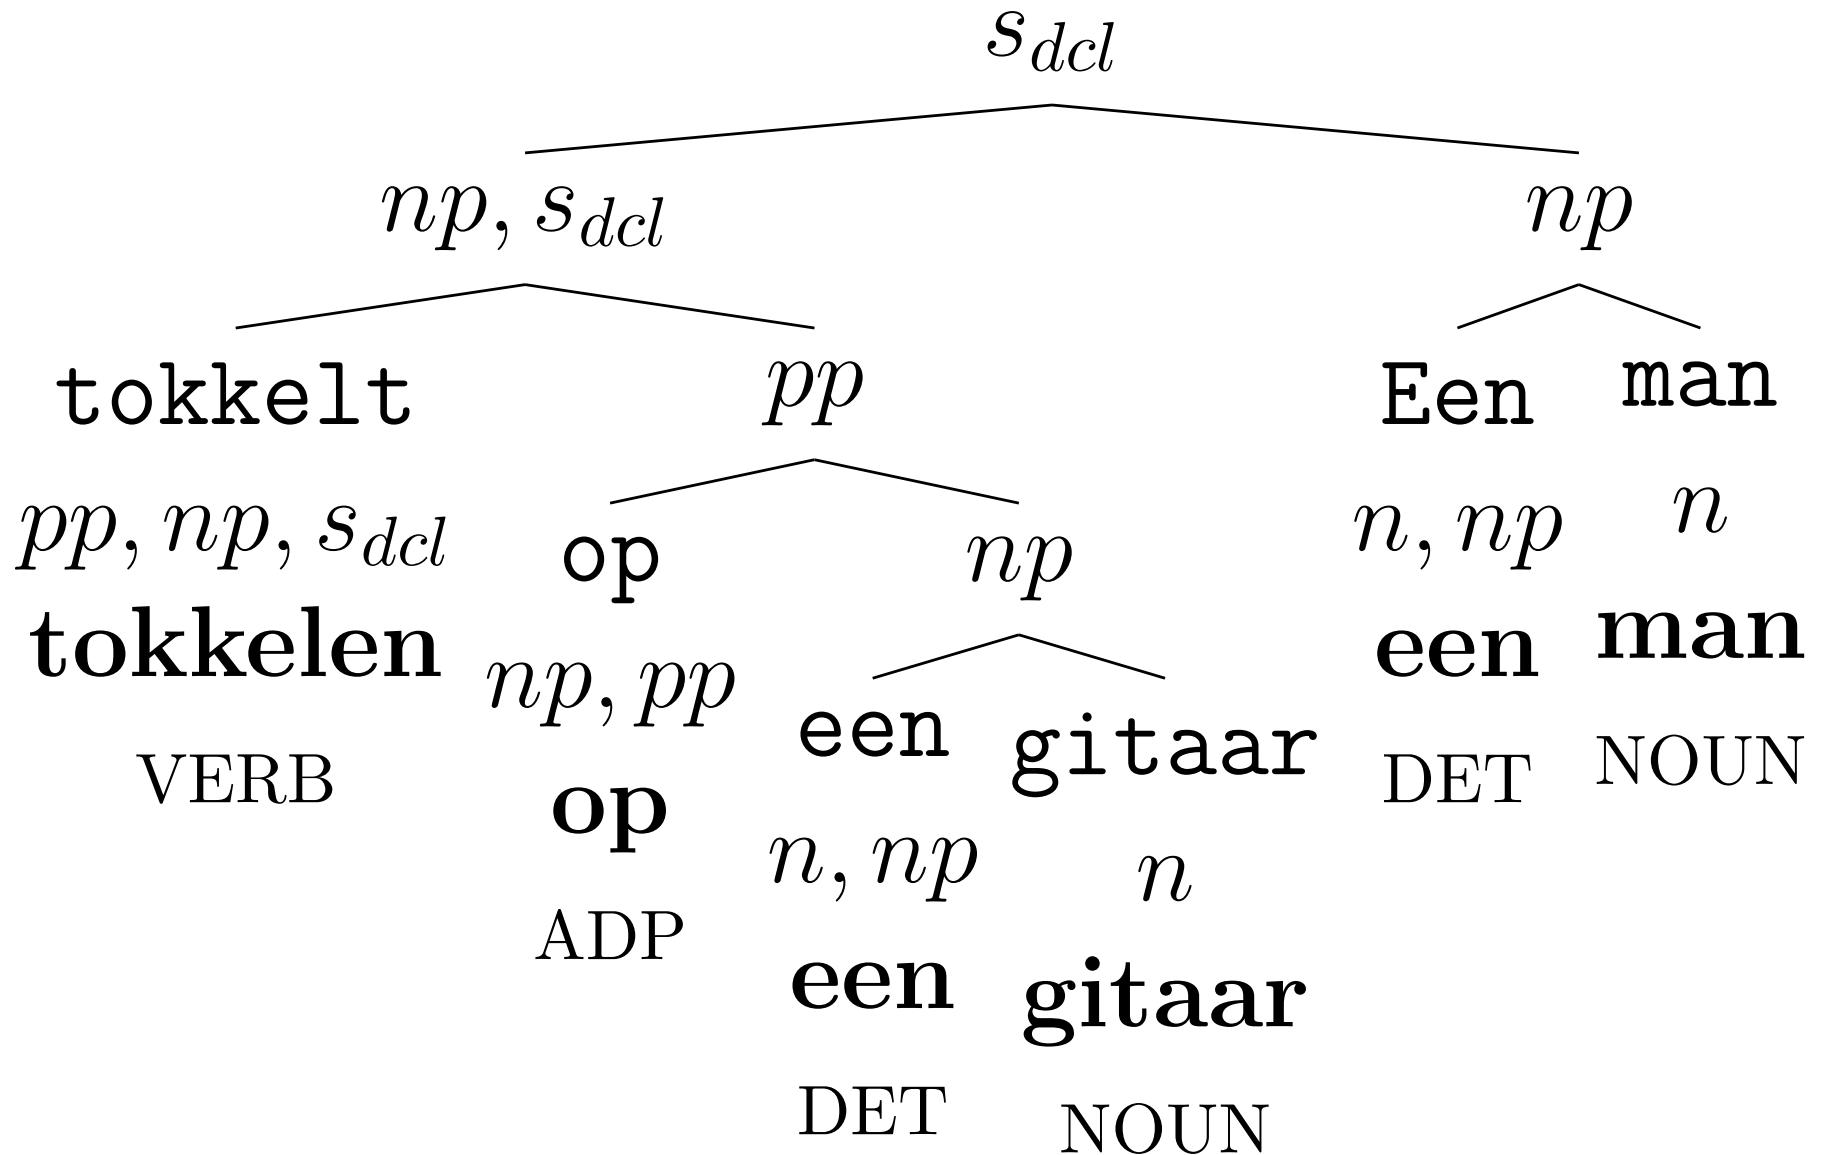 s_dcl
np, s_dcl np
tokkelt pp Een man
pp, np, s_dcl op np n, np n
tokkelen np, pp een gitaar een man
VERB op n, np n DET NOUN
ADP een gitaar
DET NOUN